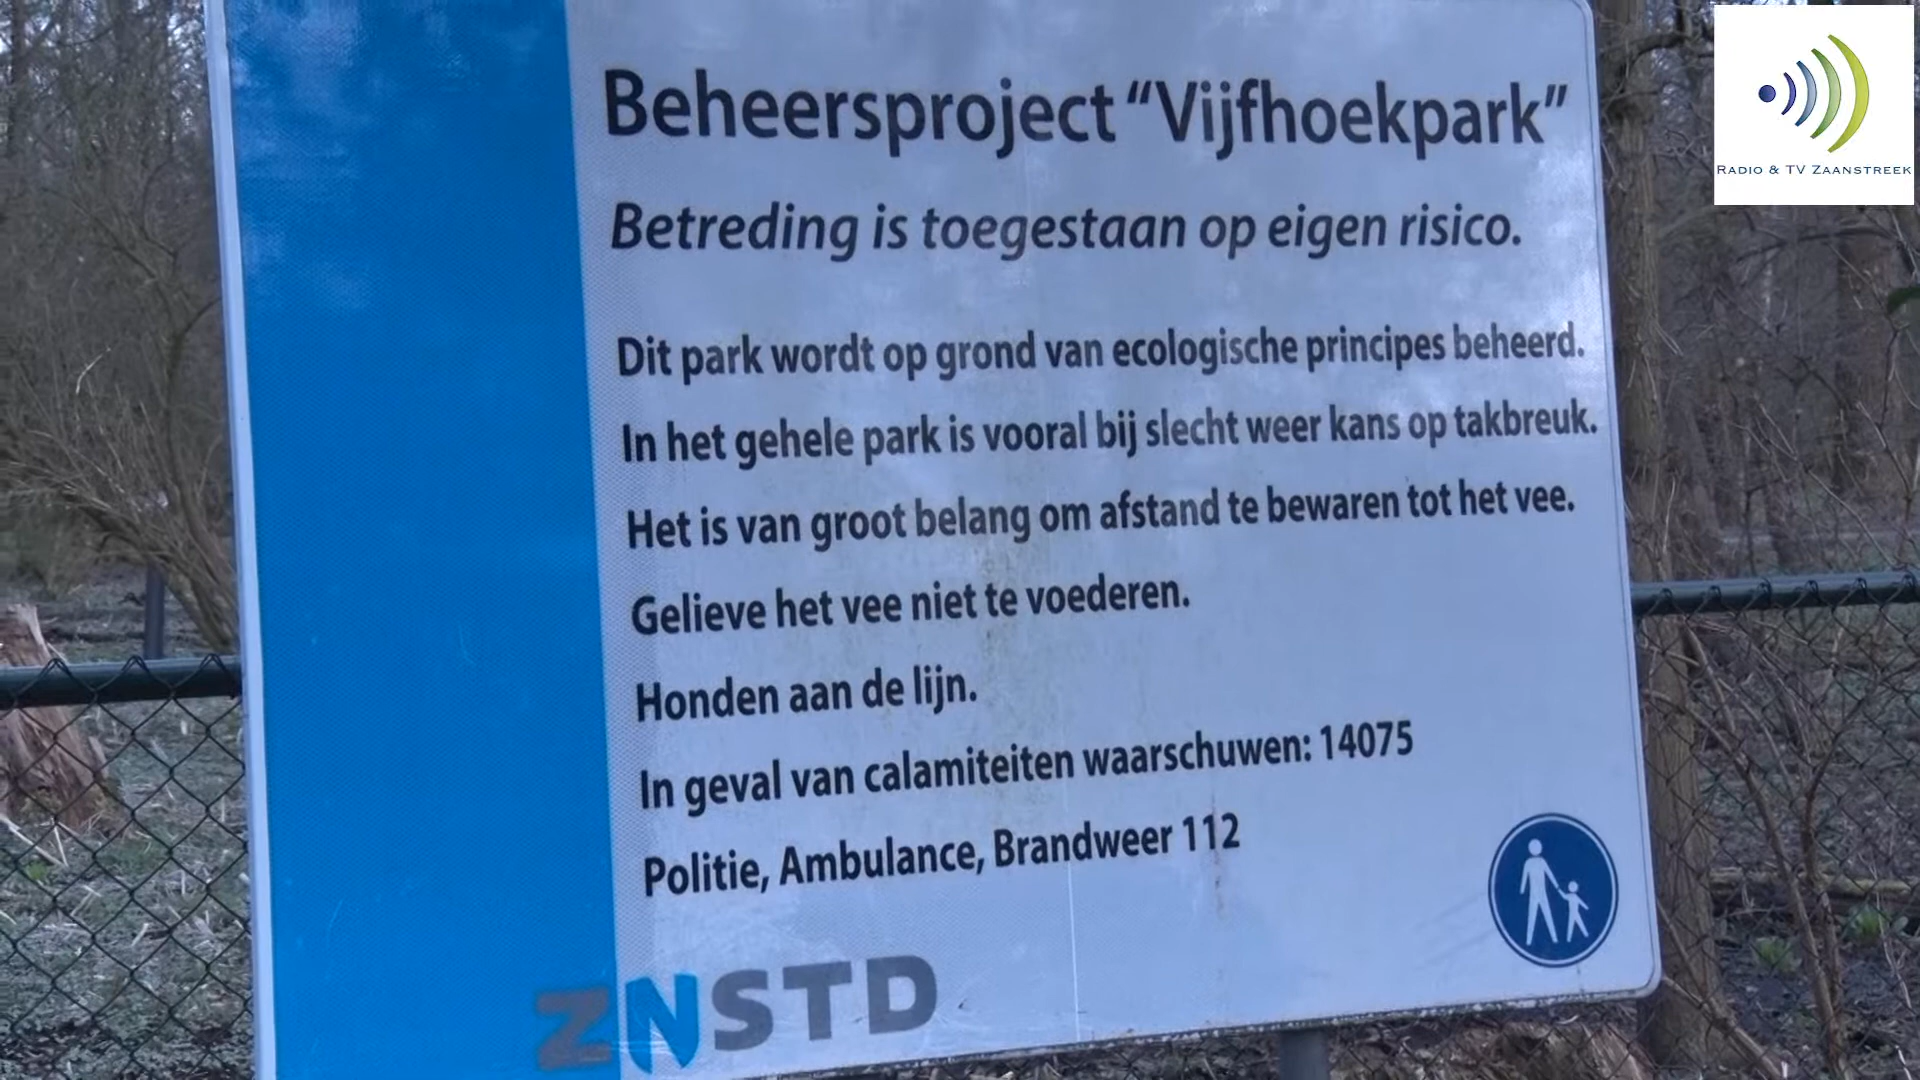 Beheersproject “Vijfhoekpark”
Betreding is toegestaan op eigen risico.
Dit park wordt op grond van ecologische principes beheerd.
In het gehele park is vooral bij slecht weer kans op takbreuk.
Het is van groot belang om afstand te bewaren tot het vee.
Gelieve het vee niet te voederen.
Honden aan de lijn.
In geval van calamiteiten waarschuwen: 14075
Politie, Ambulance, Brandweer 112
ZNSTD
RADIO & TV ZAANSTREEK